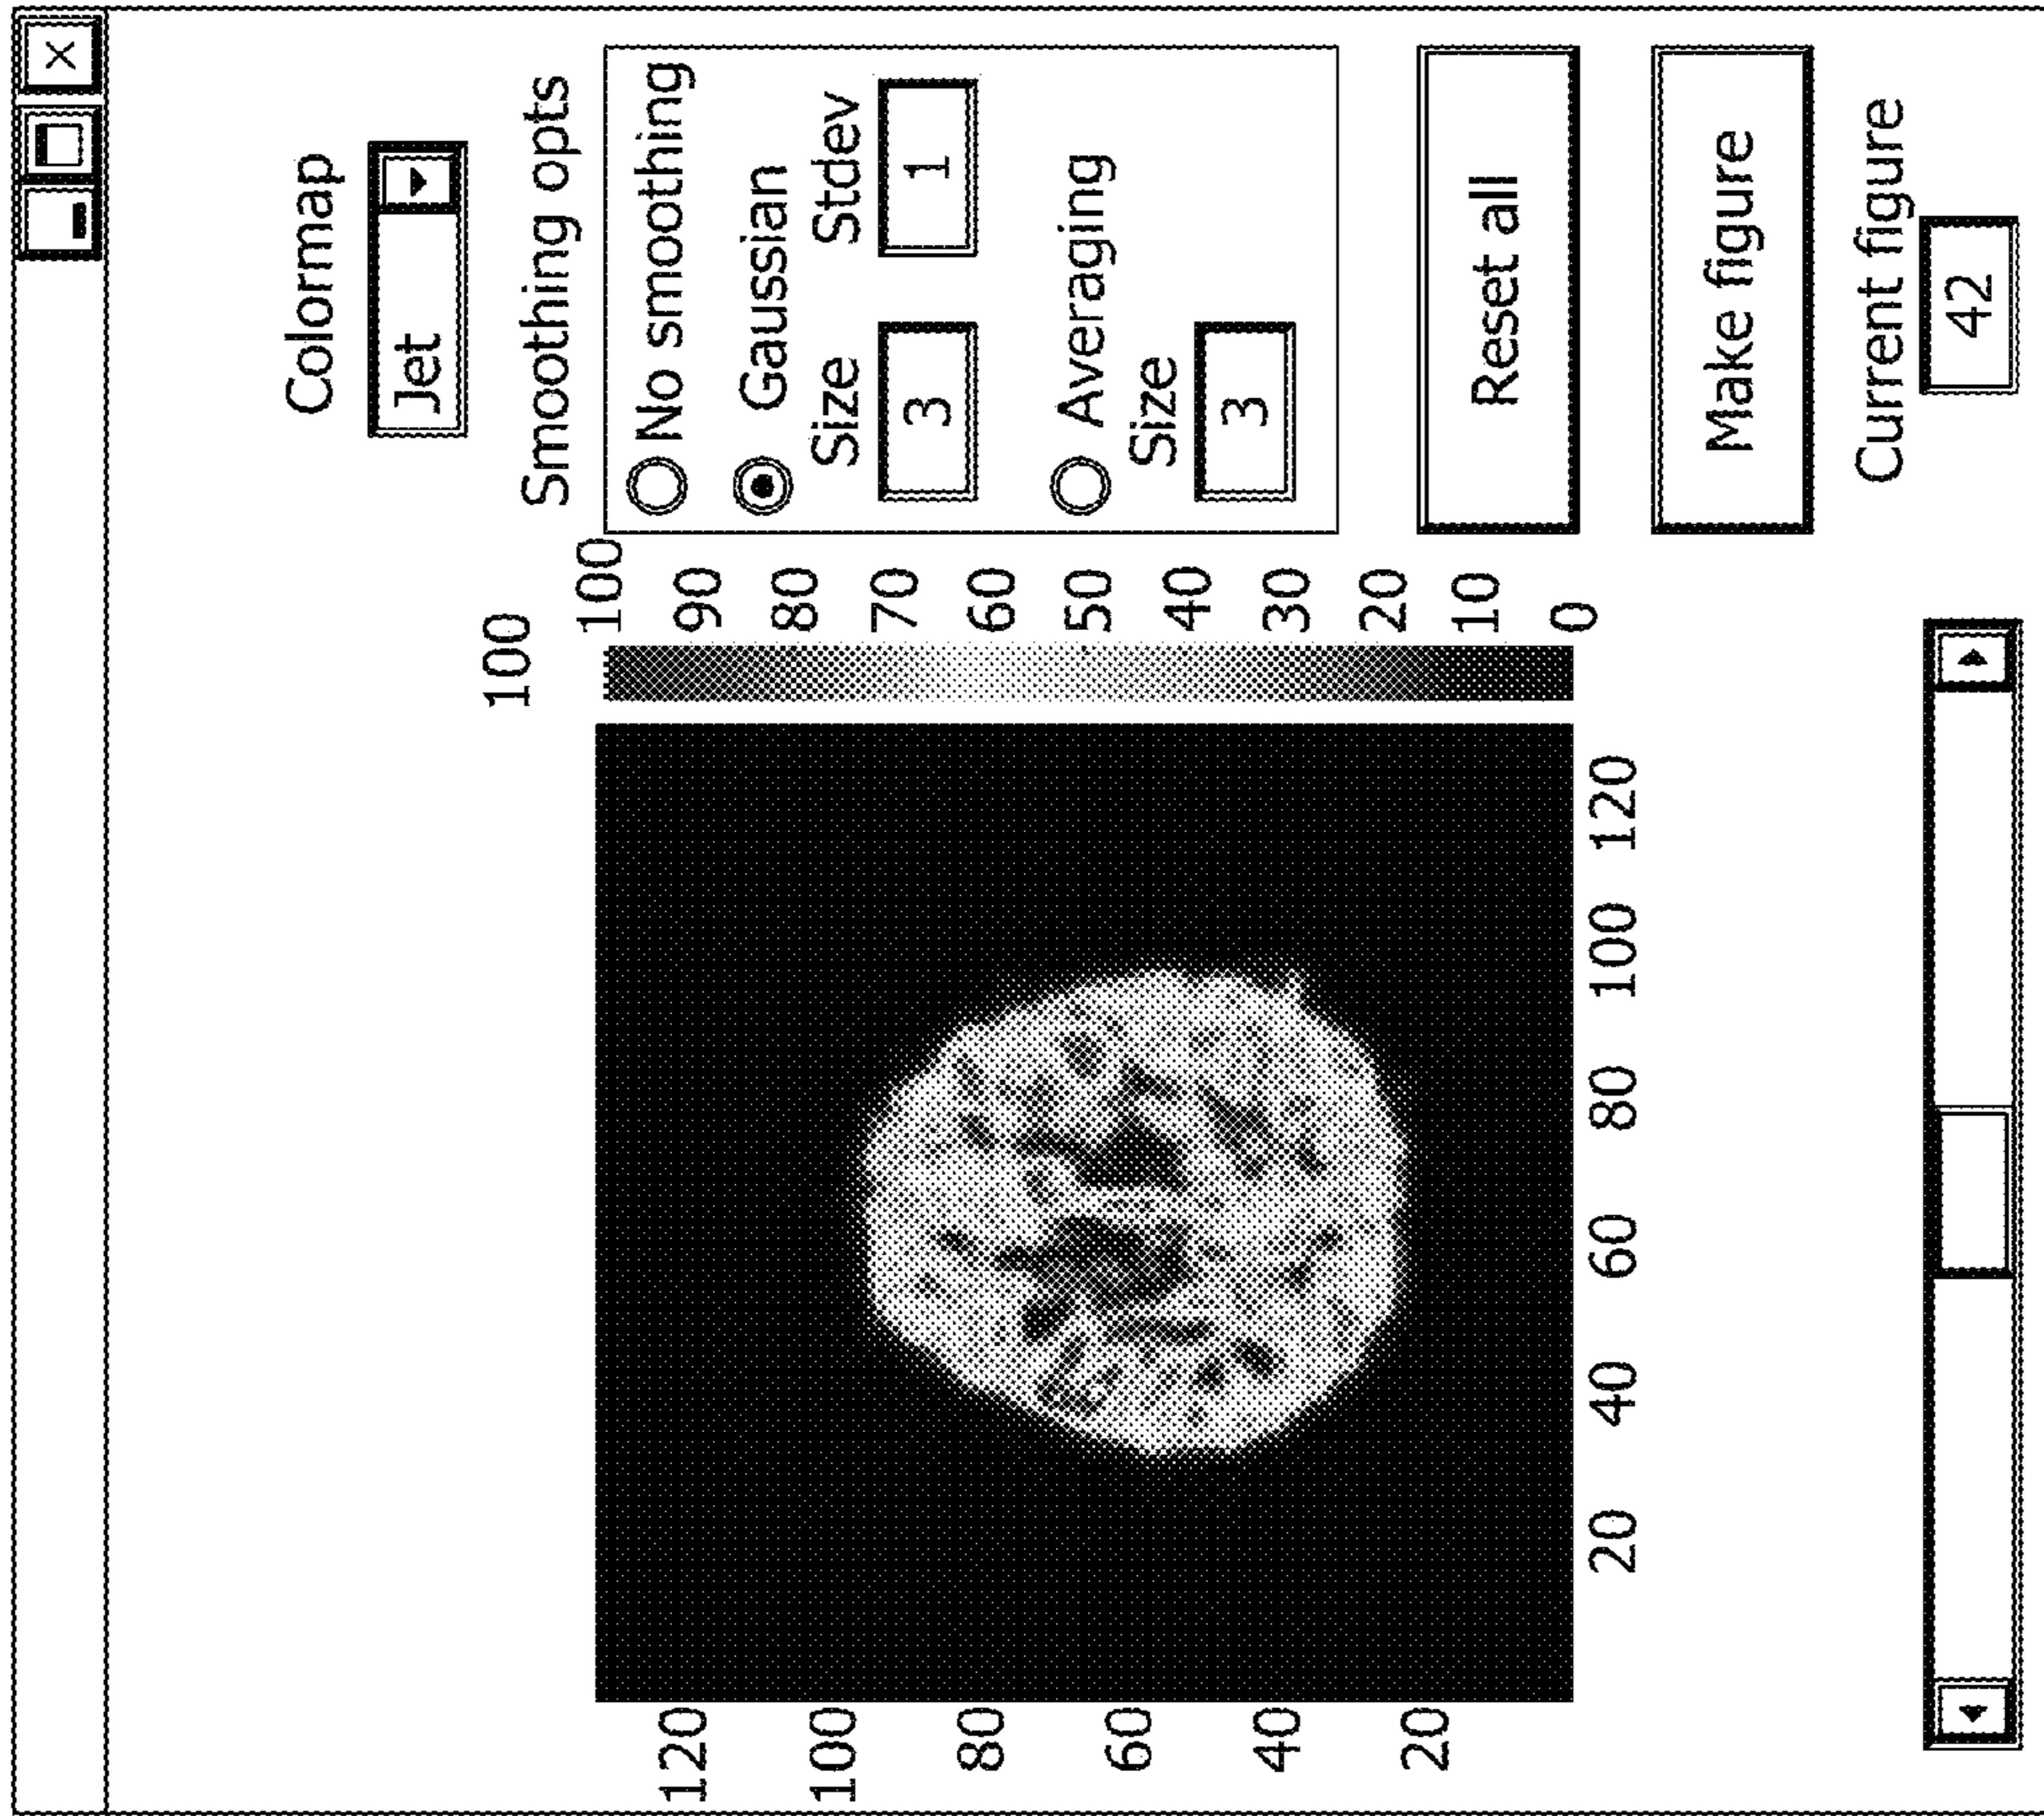 Colormap
Jet
Smoothing opts
No smoothing
Gaussian
Size Stdev
3 1
Averaging
Size
3
Reset all
Make figure
Current figure
42
100
100
90
80
70
60
50
40
30
20
10
0
120
100
80
60
40
20
20 40 60 80 100 120